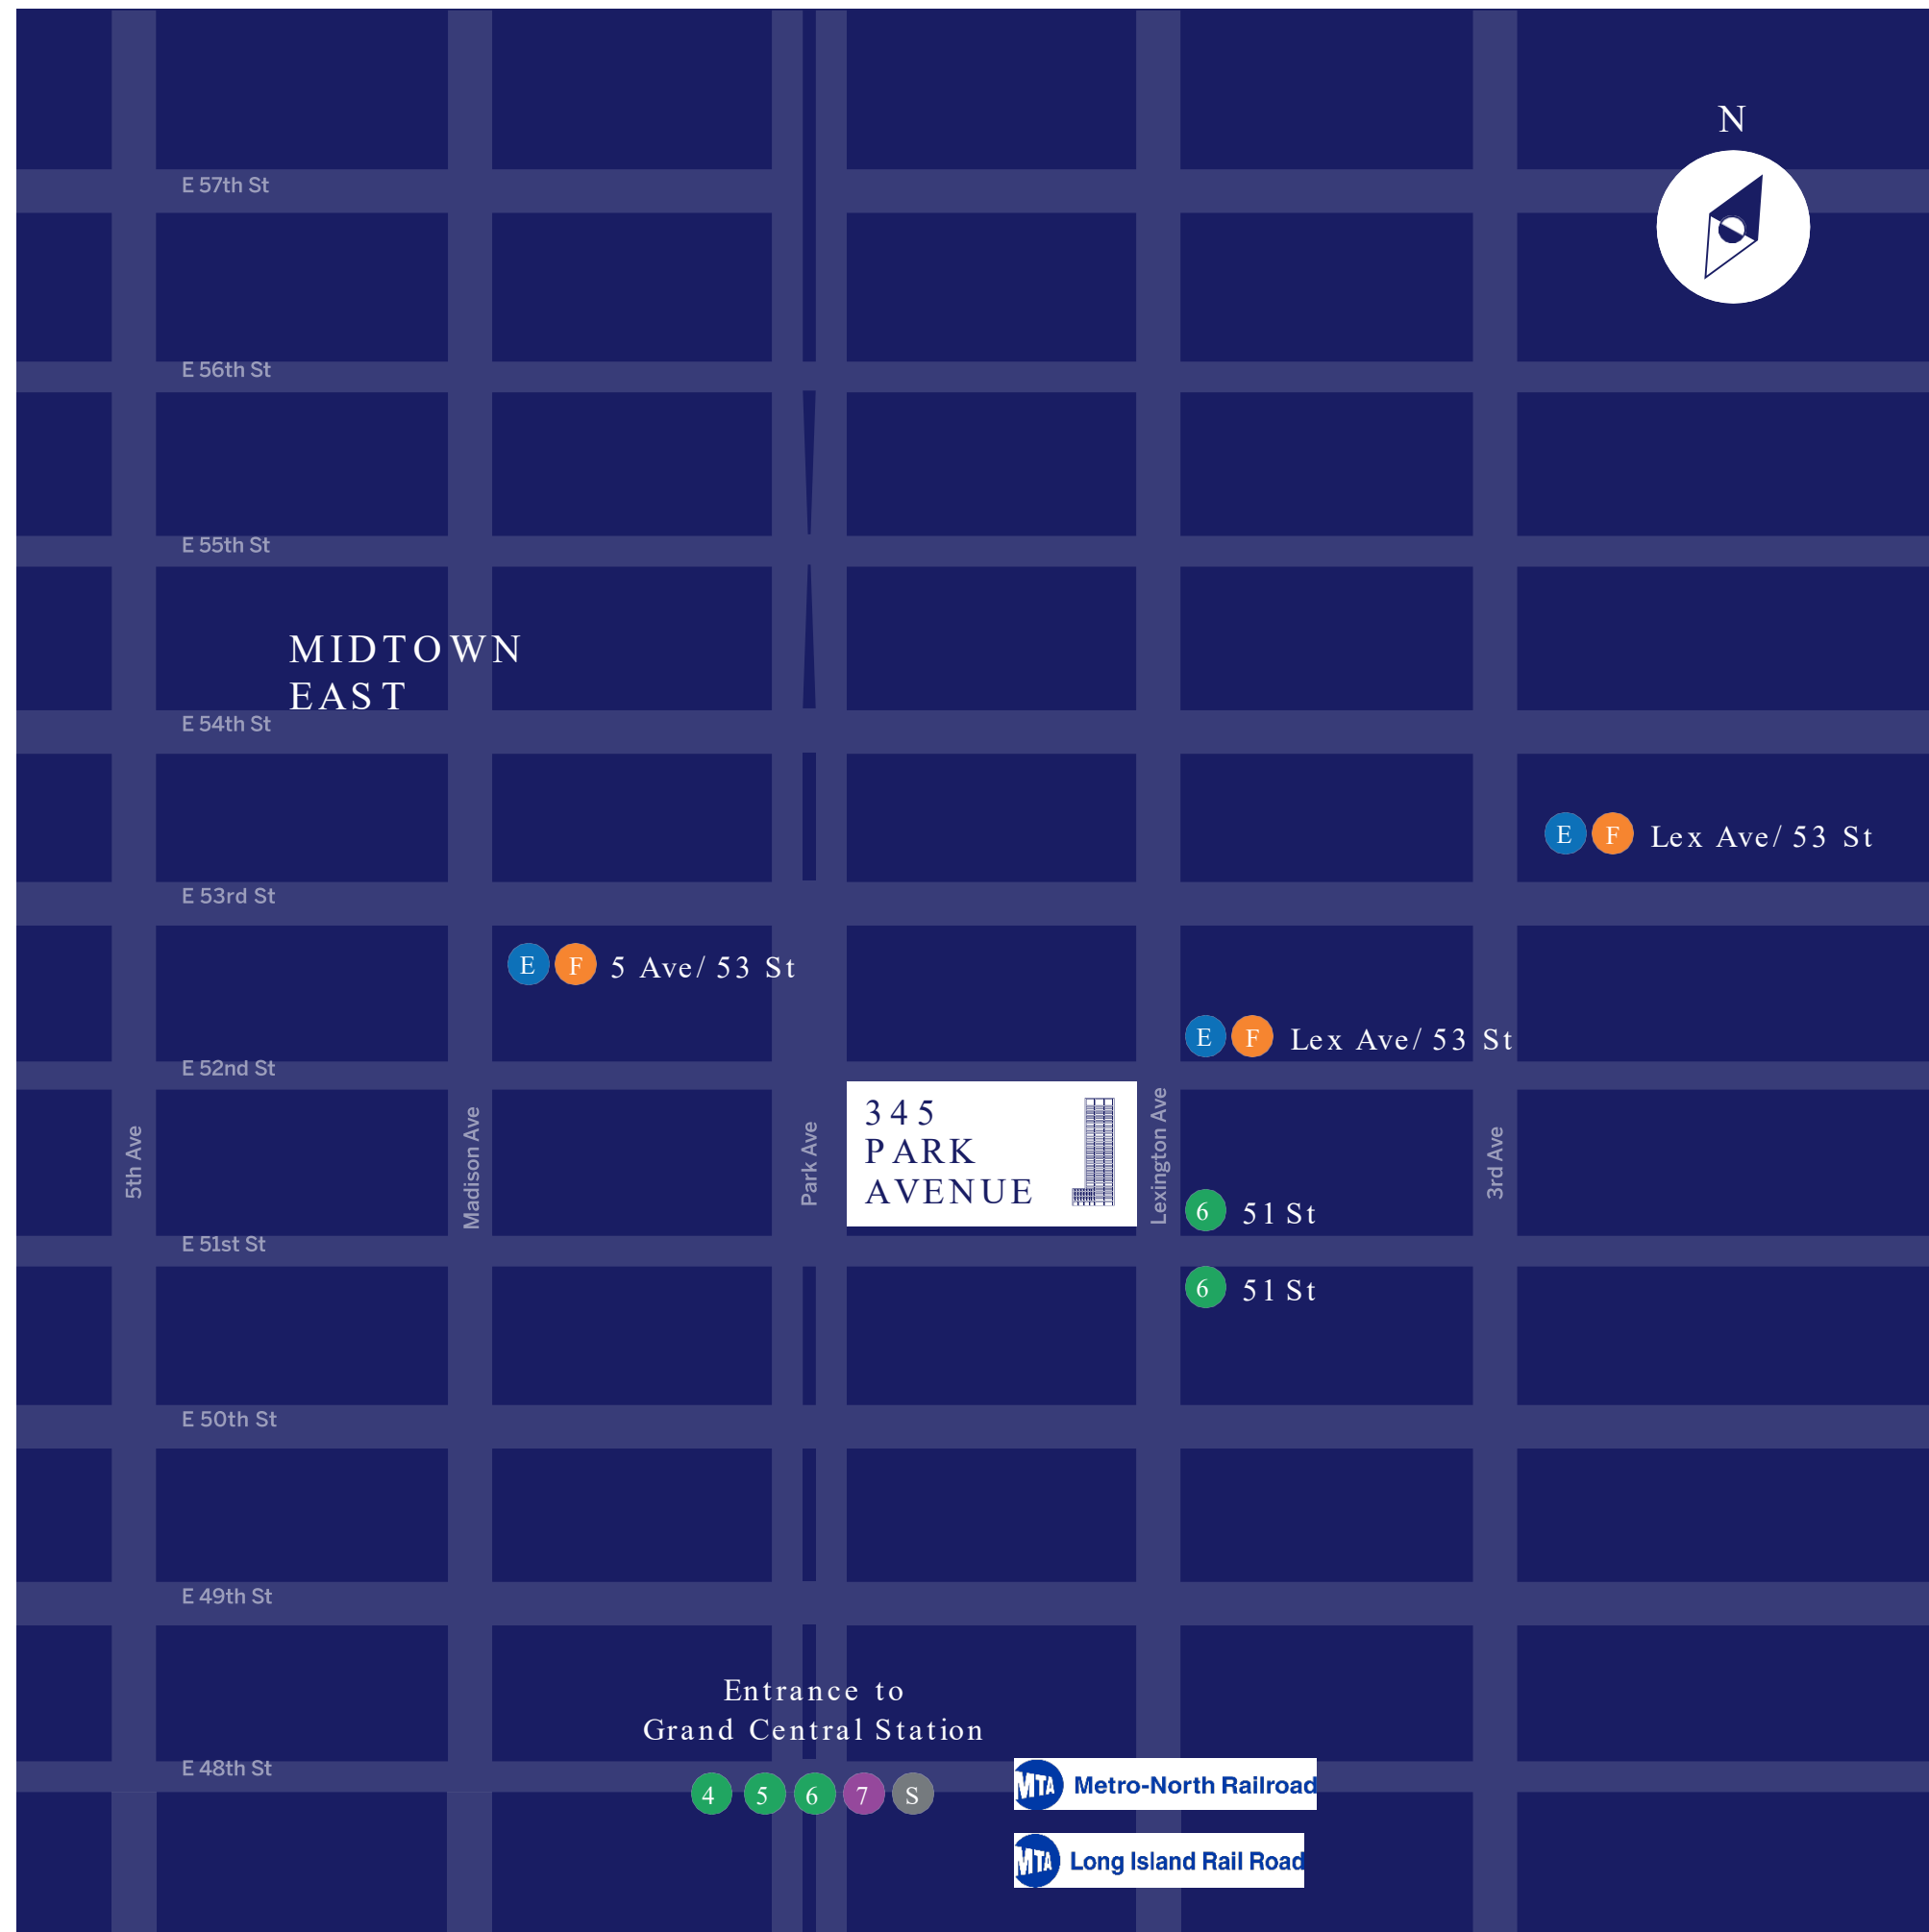 N
E 57th St
E 56th St
E 55th St
MIDTOWN
EAST
E 54th St
E F Lex Ave/ 53 St
E 53rd St
E F 5 Ave/ 53 St
E F Lex Ave/ 53 St
E 52nd St
5th Ave
Madison Ave
Park Ave
345
PARK
AVENUE
Lexington Ave
3rd Ave
6 51 St
E 51st St
6 51 St
E 50th St
E 49th St
Entrance to
Grand Central Station
E 48th St
4 5 6 7 S
MTA Metro-North Railroad
MTA Long Island Rail Road